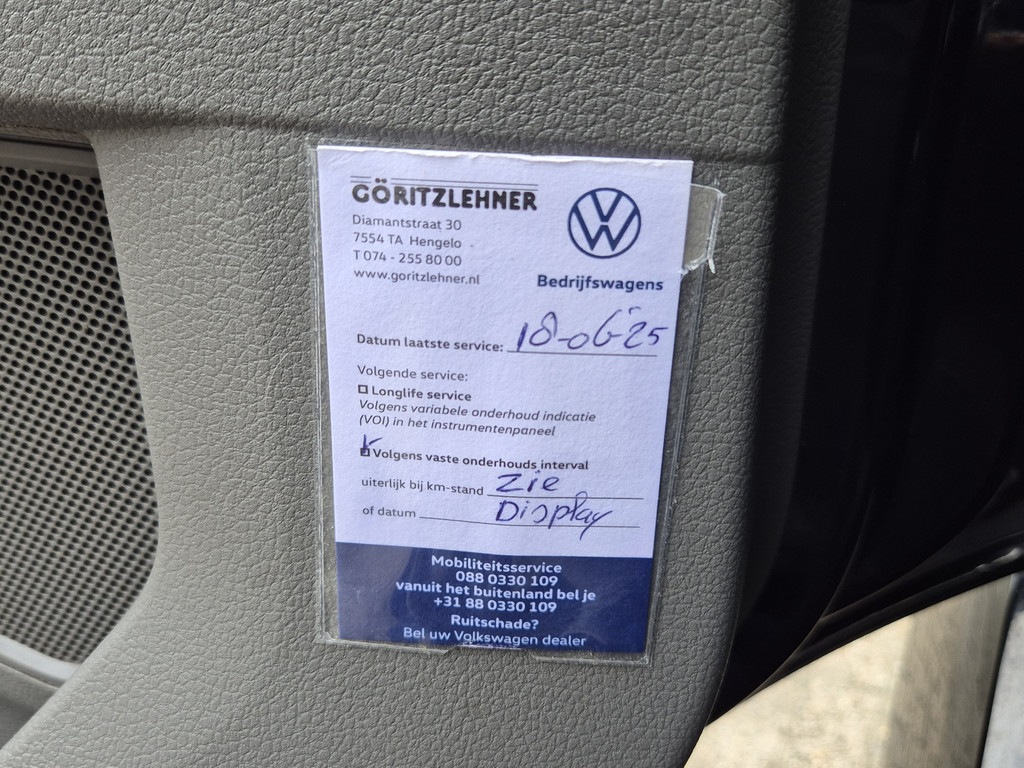 GÖRITZLEHNER
Diamantstraat 30
7554 TA Hengelo
T 074 - 255 80 00
www.goritzlehner.nl
VW
Bedrijfswagens
Datum laatste service: 18-06-25
Volgende service:
Longlife service
Volgens variabele onderhoud indicatie
(VOI) in het instrumentenpaneel
Volgens vaste onderhouds interval
uiterlijk bij km-stand Zie
of datum Display
Mobiliteitsservice
088 0330 109
vanuit het buitenland bel je
+31 88 0330 109
Ruitschade?
Bel uw Volkswagen dealer